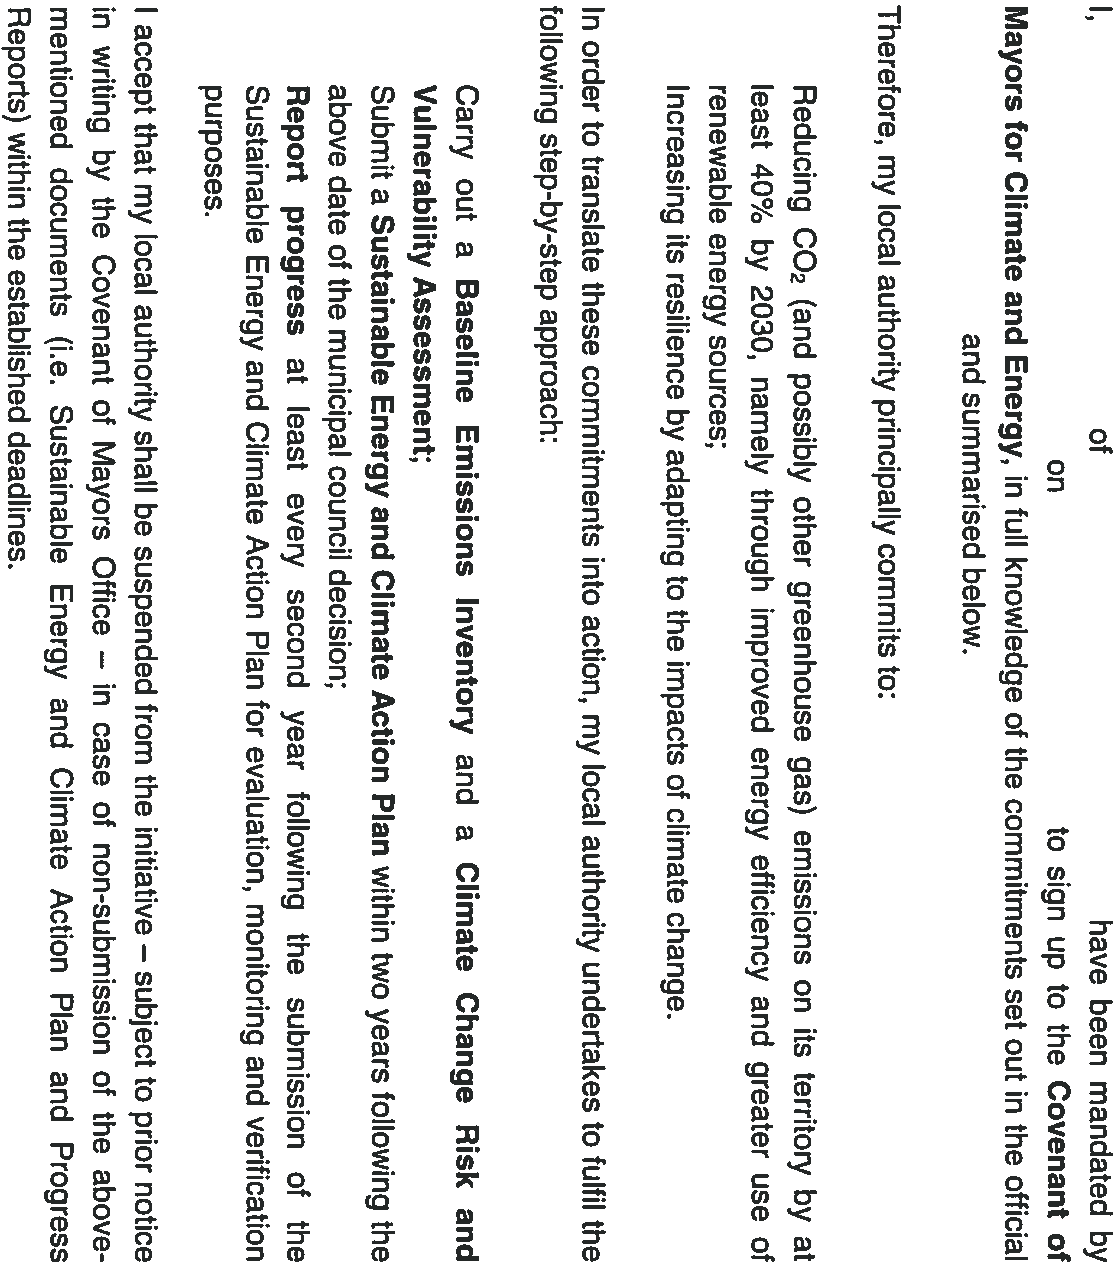 I, of have been mandated by
on to sign up to the Covenant of
Mayors for Climate and Energy, in full knowledge of the commitments set out in the official
and summarised below.
Therefore, my local authority principally commits to:
Reducing CO₂ (and possibly other greenhouse gas) emissions on its territory by at
least 40% by 2030, namely through improved energy efficiency and greater use of
renewable energy sources;
Increasing its resilience by adapting to the impacts of climate change.
In order to translate these commitments into action, my local authority undertakes to fulfil the
following step-by-step approach:
Carry out a Baseline Emissions Inventory and a Climate Change Risk and
Vulnerability Assessment;
Submit a Sustainable Energy and Climate Action Plan within two years following the
above date of the municipal council decision;
Report progress at least every second year following the submission of the
Sustainable Energy and Climate Action Plan for evaluation, monitoring and verification
purposes.
I accept that my local authority shall be suspended from the initiative – subject to prior notice
in writing by the Covenant of Mayors Office – in case of non-submission of the above-
mentioned documents (i.e. Sustainable Energy and Climate Action Plan and Progress
Reports) within the established deadlines.